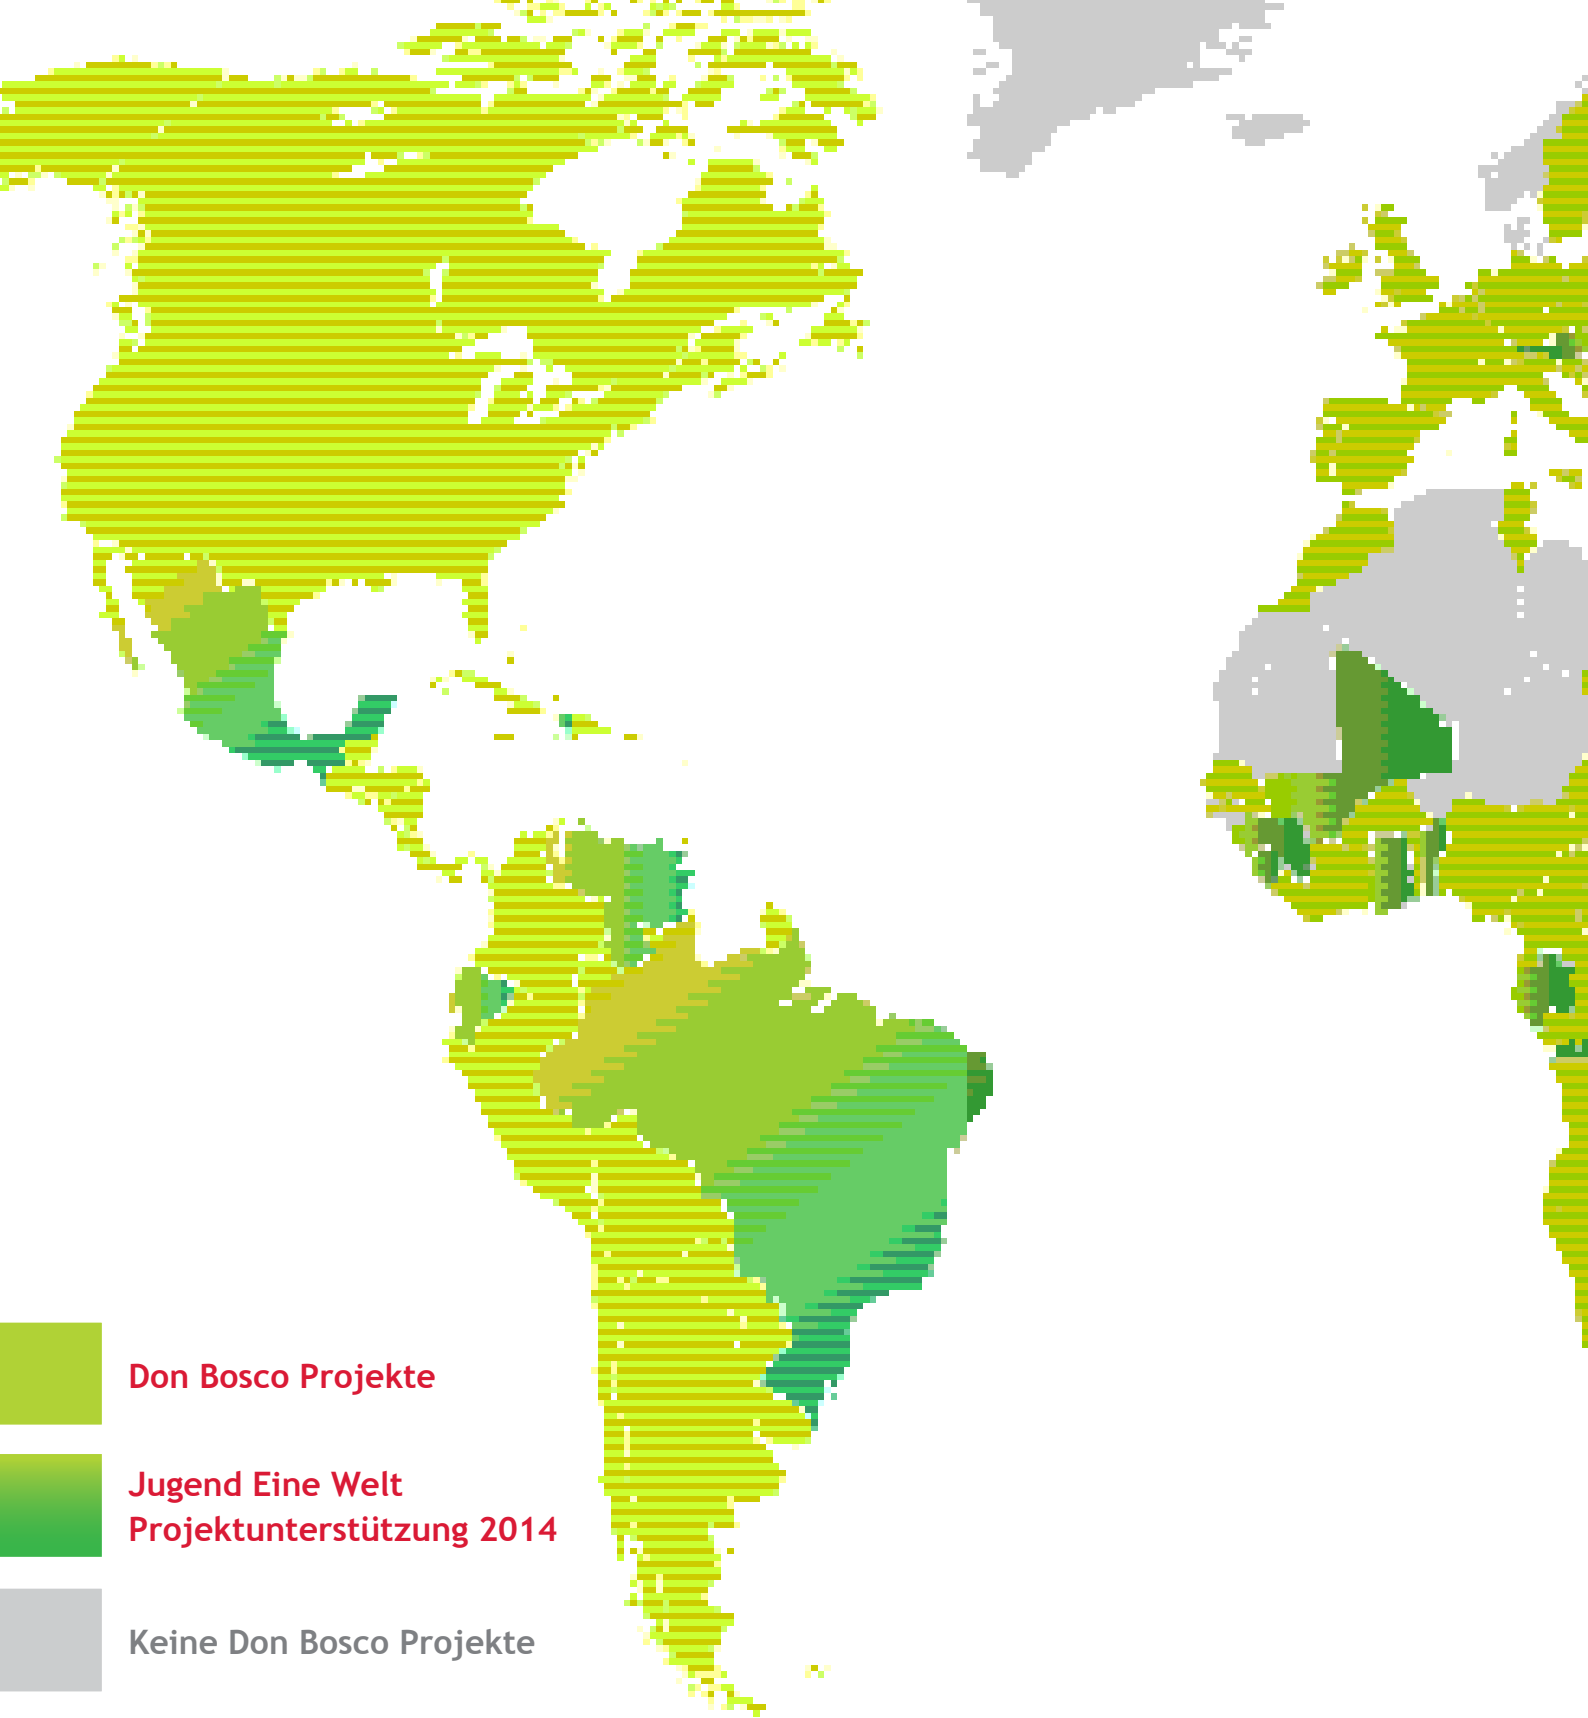 Don Bosco Projekte
Jugend Eine Welt
Projektunterstützung 2014
Keine Don Bosco Projekte